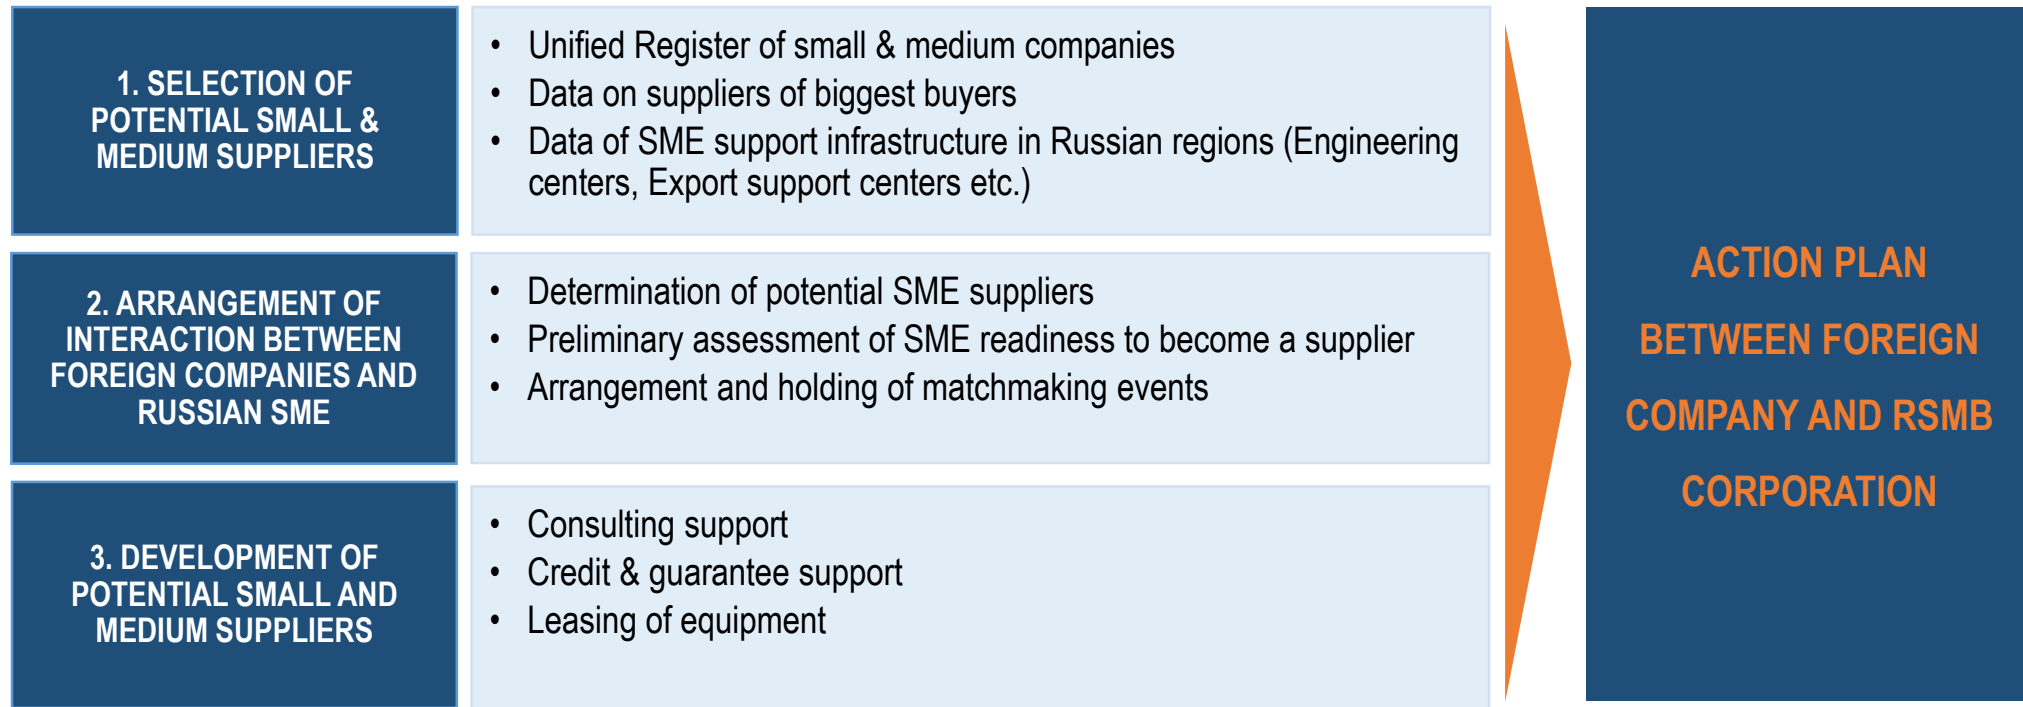 1. SELECTION OF
POTENTIAL SMALL &
MEDIUM SUPPLIERS
• Unified Register of small & medium companies
• Data on suppliers of biggest buyers
• Data of SME support infrastructure in Russian regions (Engineering
centers, Export support centers etc.)
2. ARRANGEMENT OF
INTERACTION BETWEEN
FOREIGN COMPANIES AND
RUSSIAN SME
• Determination of potential SME suppliers
• Preliminary assessment of SME readiness to become a supplier
• Arrangement and holding of matchmaking events
3. DEVELOPMENT OF
POTENTIAL SMALL AND
MEDIUM SUPPLIERS
• Consulting support
• Credit & guarantee support
• Leasing of equipment
ACTION PLAN
BETWEEN FOREIGN
COMPANY AND RSMB
CORPORATION